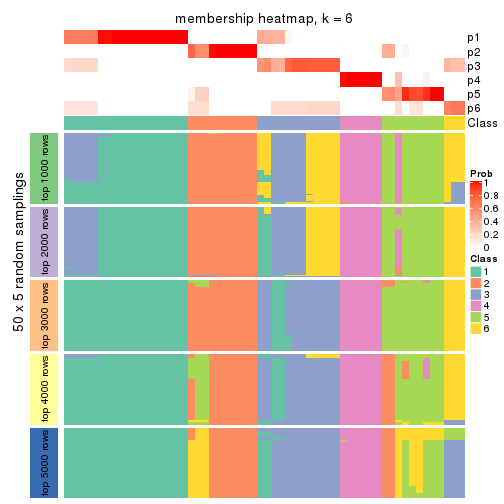 membership heatmap, k = 6
p1
p2
p3
p4
p5
p6
Class
50 x 5 random samplings
top 1000 rows
top 2000 rows
top 3000 rows
top 4000 rows
top 5000 rows
Prob
1
0.8
0.6
0.4
0.2
0
Class
1
2
3
4
5
6